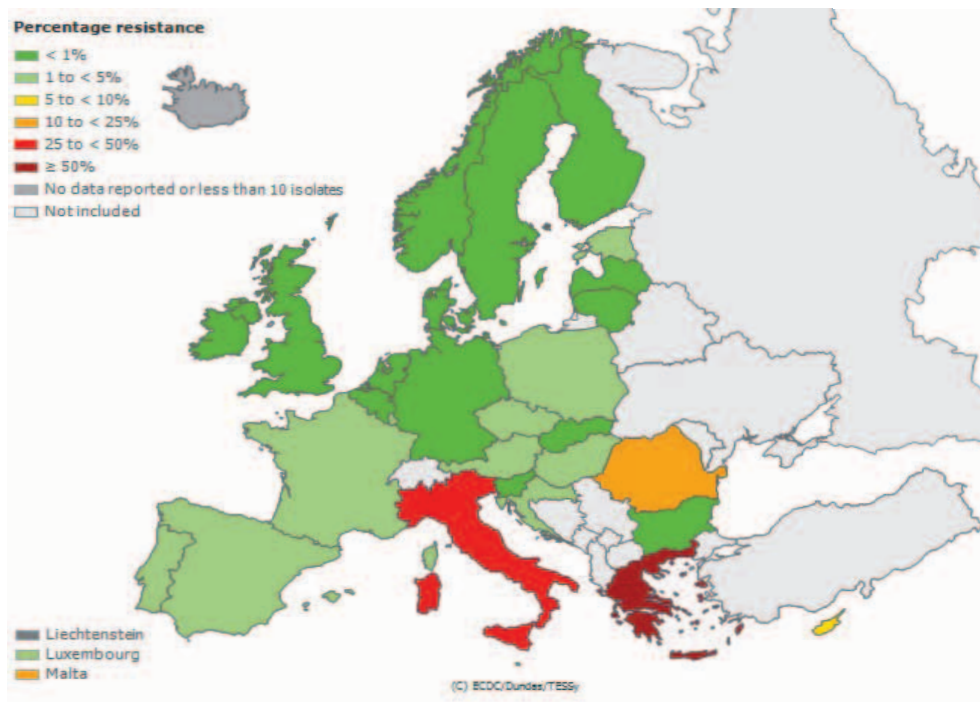 Percentage resistance
< 1%
1 to < 5%
5 to < 10%
10 to < 25%
25 to < 50%
≥ 50%
No data reported or less than 10 isolates
Not included
Liechtenstein
Luxembourg
Malta
(C) ECDC/Dundas/TESSy